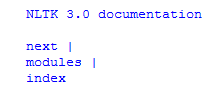 NLTK 3.0 documentation
next |
modules |
index